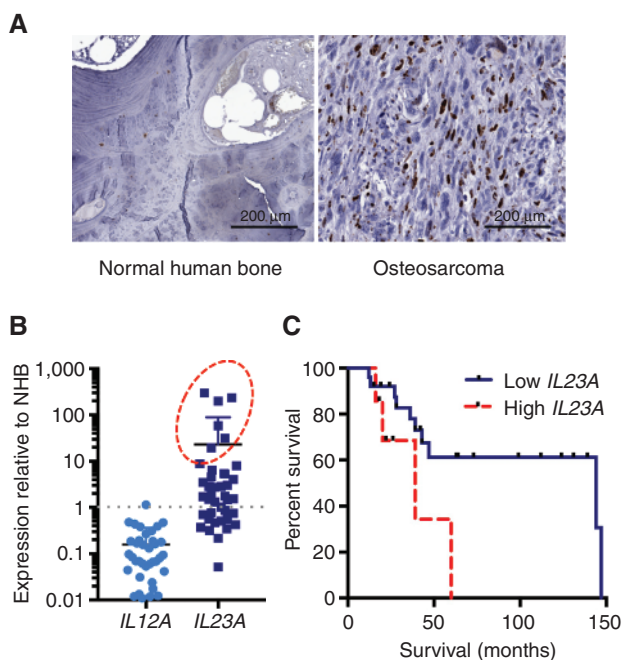 A
200 μm
200 μm
Normal human bone
Osteosarcoma
B
Expression relative to NHB
1,000
100
10
1
0.1
0.01
IL12A
IL23A
C
Percent survival
100
80
60
40
20
0
Low IL23A
High IL23A
0
50
100
150
Survival (months)